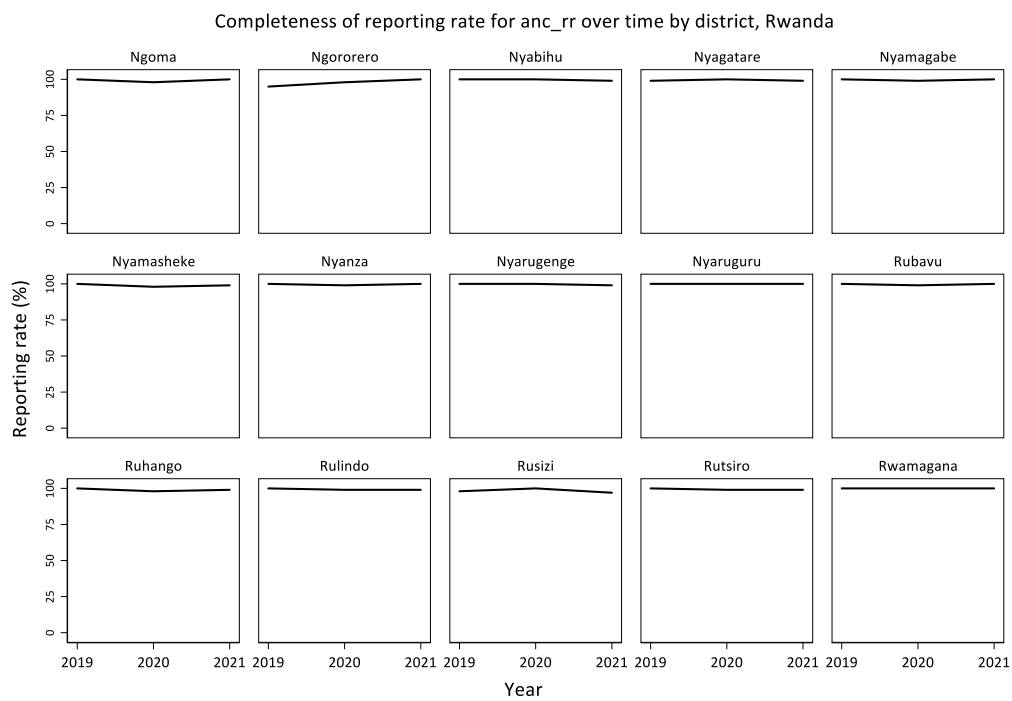 Completeness of reporting rate for anc_rr over time by district, Rwanda
Ngoma Ngororero Nyabihu Nyagatare Nyamagabe
100
75
50
25
0
Nyamasheke Nyanza Nyarugenge Nyaruguru Rubavu
100
75
50
25
0
Reporting rate (%)
Ruhango Rulindo Rusizi Rutsiro Rwamagana
100
75
50
25
0
2019 2020 2021 2019 2020 2021 2019 2020 2021 2019 2020 2021 2019 2020 2021
Year